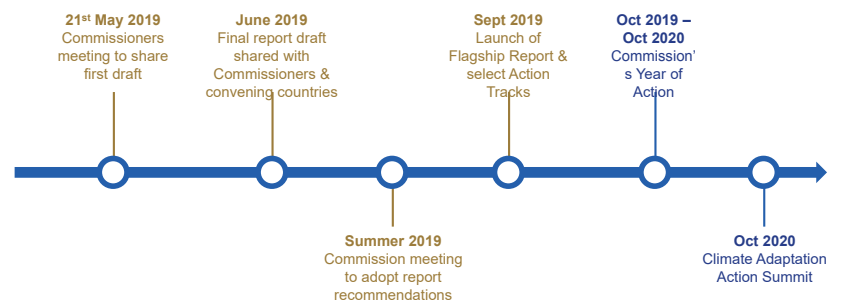 21st May 2019
Commissioners
meeting to share
first draft
June 2019
Final report draft
shared with
Commissioners &
convening countries
Summer 2019
Commission meeting
to adopt report
recommendations
Sept 2019
Launch of
Flagship Report &
select Action
Tracks
Oct 2019 –
Oct 2020
Commission'
s Year of
Action
Oct 2020
Climate Adaptation
Action Summit